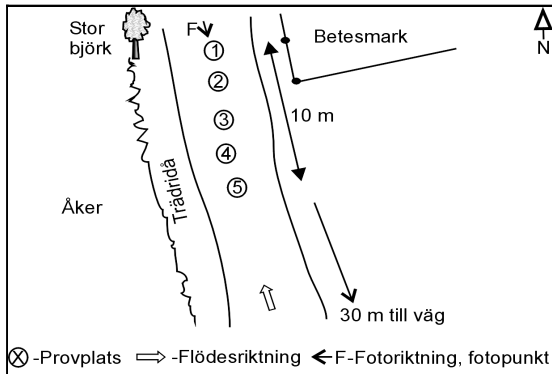 Stor
björk
F
Betesmark
N
1
2
3
4
5
10 m
Trädridå
Åker
30 m till väg
X -Provplats -Flödesriktning F-Fotoriktning, fotopunkt